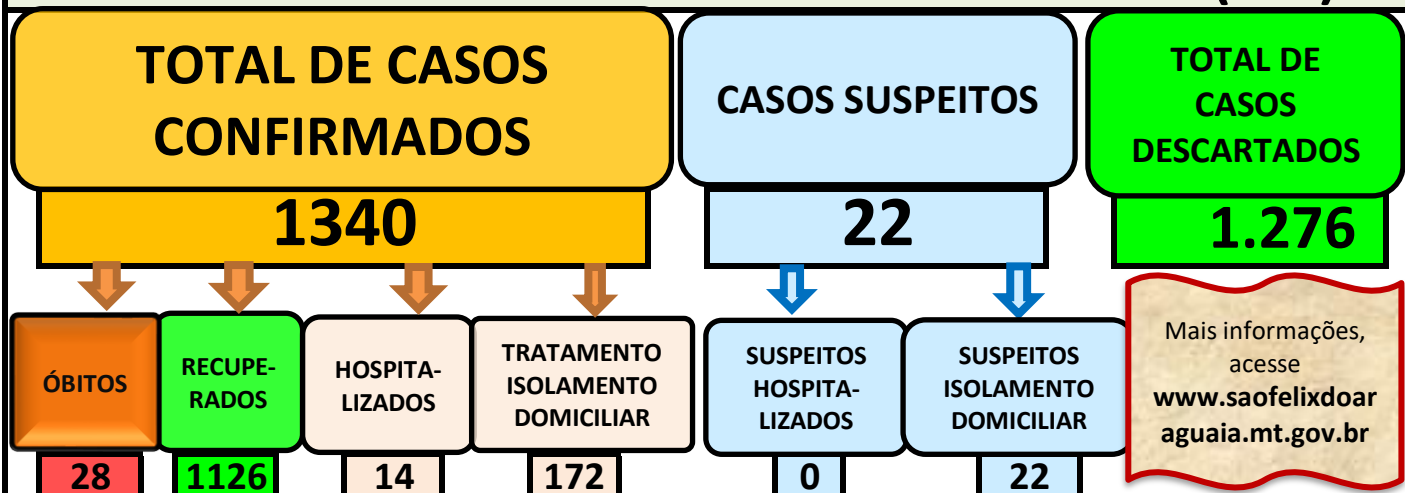 TOTAL DE CASOS
CONFIRMADOS
1340
CASOS SUSPEITOS
22
TOTAL DE
CASOS
DESCARTADOS
1.276
ÓBITOS
28
RECUPE-
RADOS
1126
HOSPITA-
LIZADOS
14
TRATAMENTO
ISOLAMENTO
DOMICILIAR
172
SUSPEITOS
HOSPITA-
LIZADOS
0
SUSPEITOS
ISOLAMENTO
DOMICILIAR
22
Mais informações,
acesse
www.saofelixdoar
aguaia.mt.gov.br